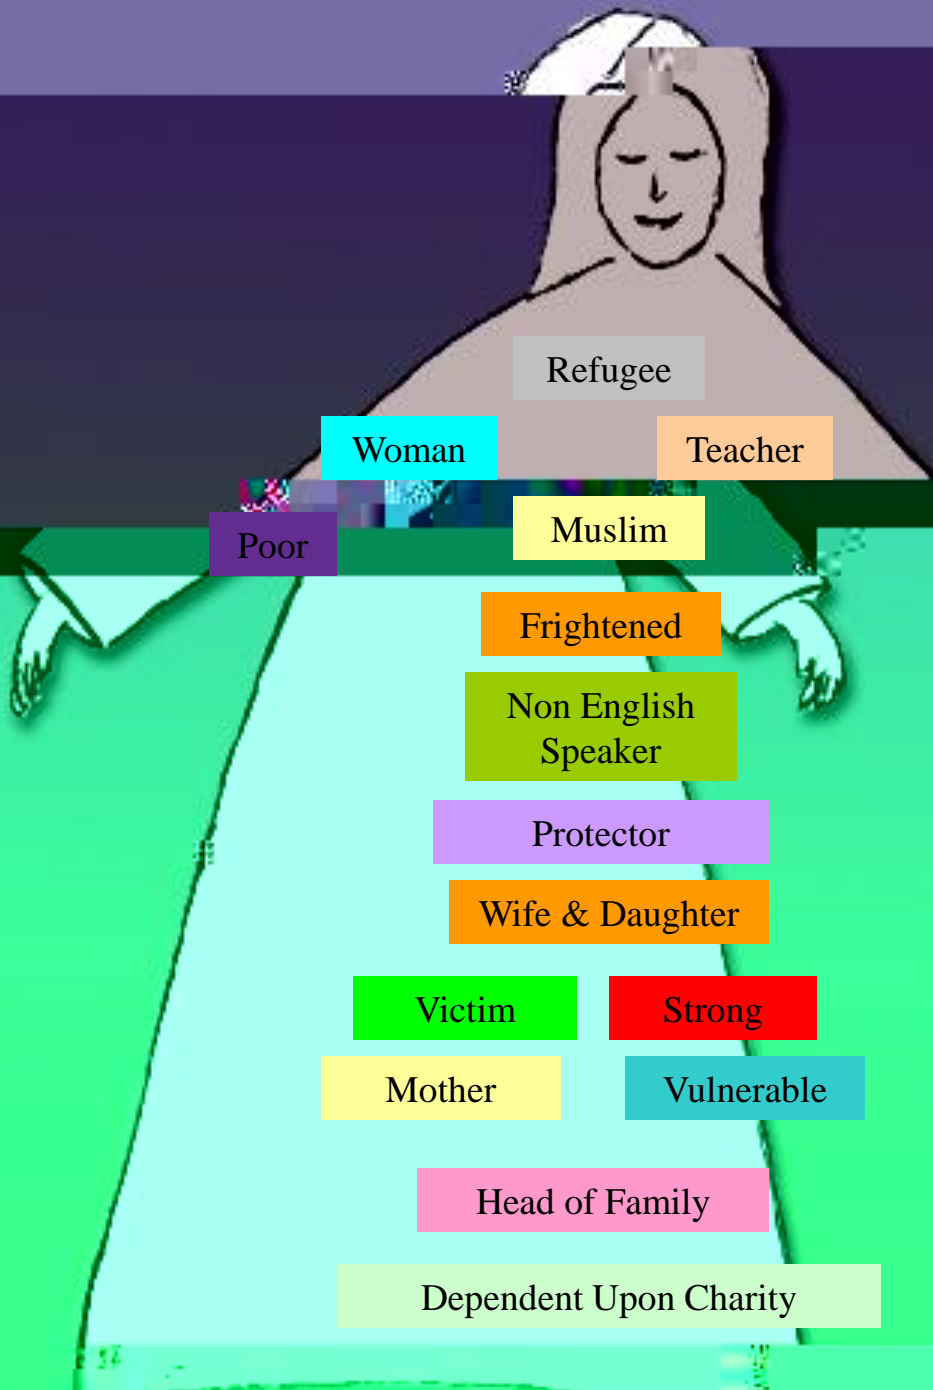 Refugee
Woman
Teacher
Muslim
Poor
Frightened
Non English
Speaker
Protector
Wife & Daughter
Victim
Strong
Mother
Vulnerable
Head of Family
Dependent Upon Charity